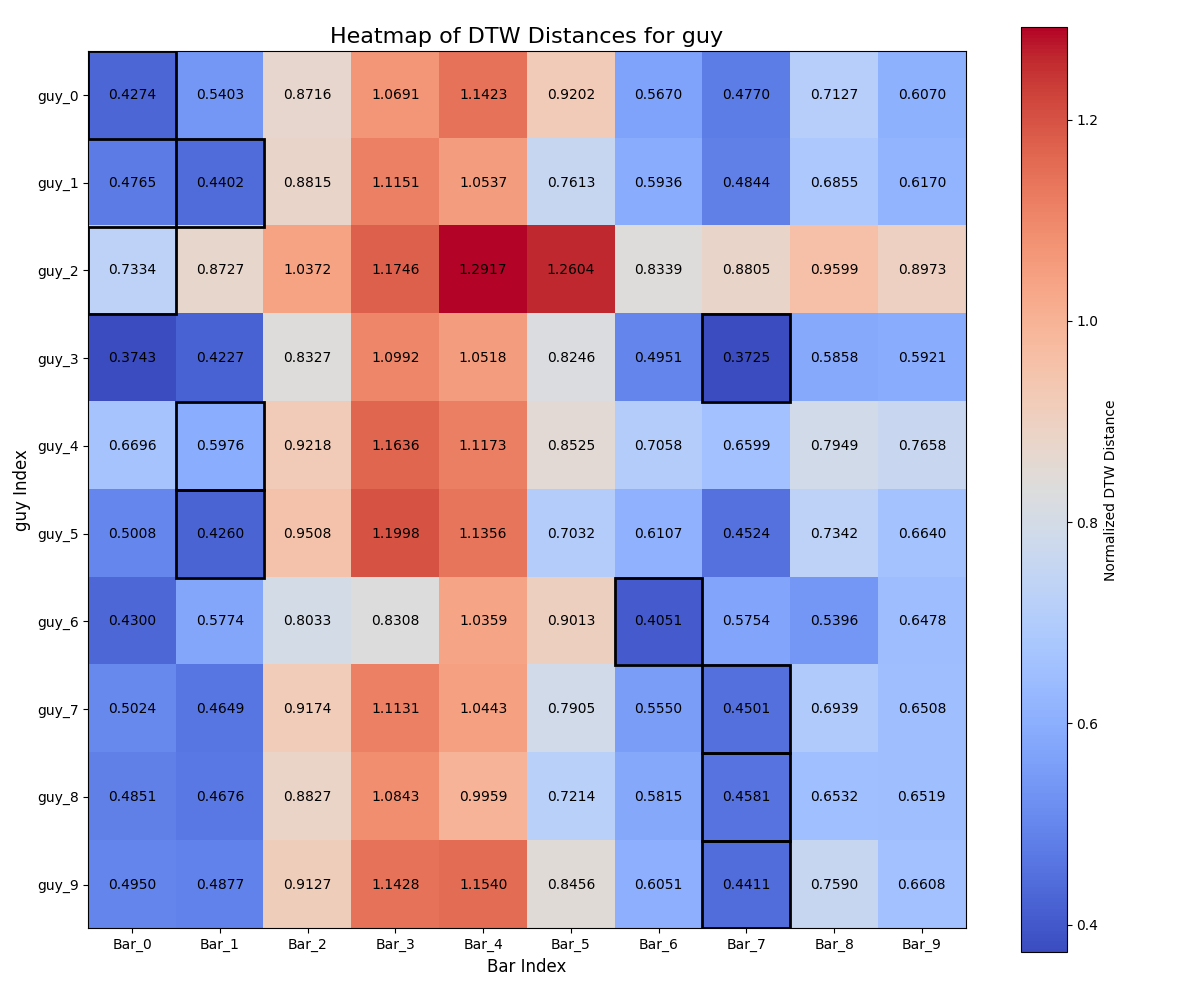 Heatmap of DTW Distances for guy
guy_0 0.4274 0.5403 0.8716 1.0691 1.1423 0.9202 0.5670 0.4770 0.7127 0.6070
guy_1 0.4765 0.4402 0.8815 1.1151 1.0537 0.7613 0.5936 0.4844 0.6855 0.6170
guy_2 0.7334 0.8727 1.0372 1.1746 1.2917 1.2604 0.8339 0.8805 0.9599 0.8973
guy_3 0.3743 0.4227 0.8327 1.0992 1.0518 0.8246 0.4951 0.3725 0.5858 0.5921
guy_4 0.6696 0.5976 0.9218 1.1636 1.1173 0.8525 0.7058 0.6599 0.7949 0.7658
guy_5 0.5008 0.4260 0.9508 1.1998 1.1356 0.7032 0.6107 0.4524 0.7342 0.6640
guy_6 0.4300 0.5774 0.8033 0.8308 1.0359 0.9013 0.4051 0.5754 0.5396 0.6478
guy_7 0.5024 0.4649 0.9174 1.1131 1.0443 0.7905 0.5550 0.4501 0.6939 0.6508
guy_8 0.4851 0.4676 0.8827 1.0843 0.9959 0.7214 0.5815 0.4581 0.6532 0.6519
guy_9 0.4950 0.4877 0.9127 1.1428 1.1540 0.8456 0.6051 0.4411 0.7590 0.6608
Bar_0 Bar_1 Bar_2 Bar_3 Bar_4 Bar_5 Bar_6 Bar_7 Bar_8 Bar_9
Bar Index
guy Index
1.2
1.0
0.8
0.6
0.4
Normalized DTW Distance